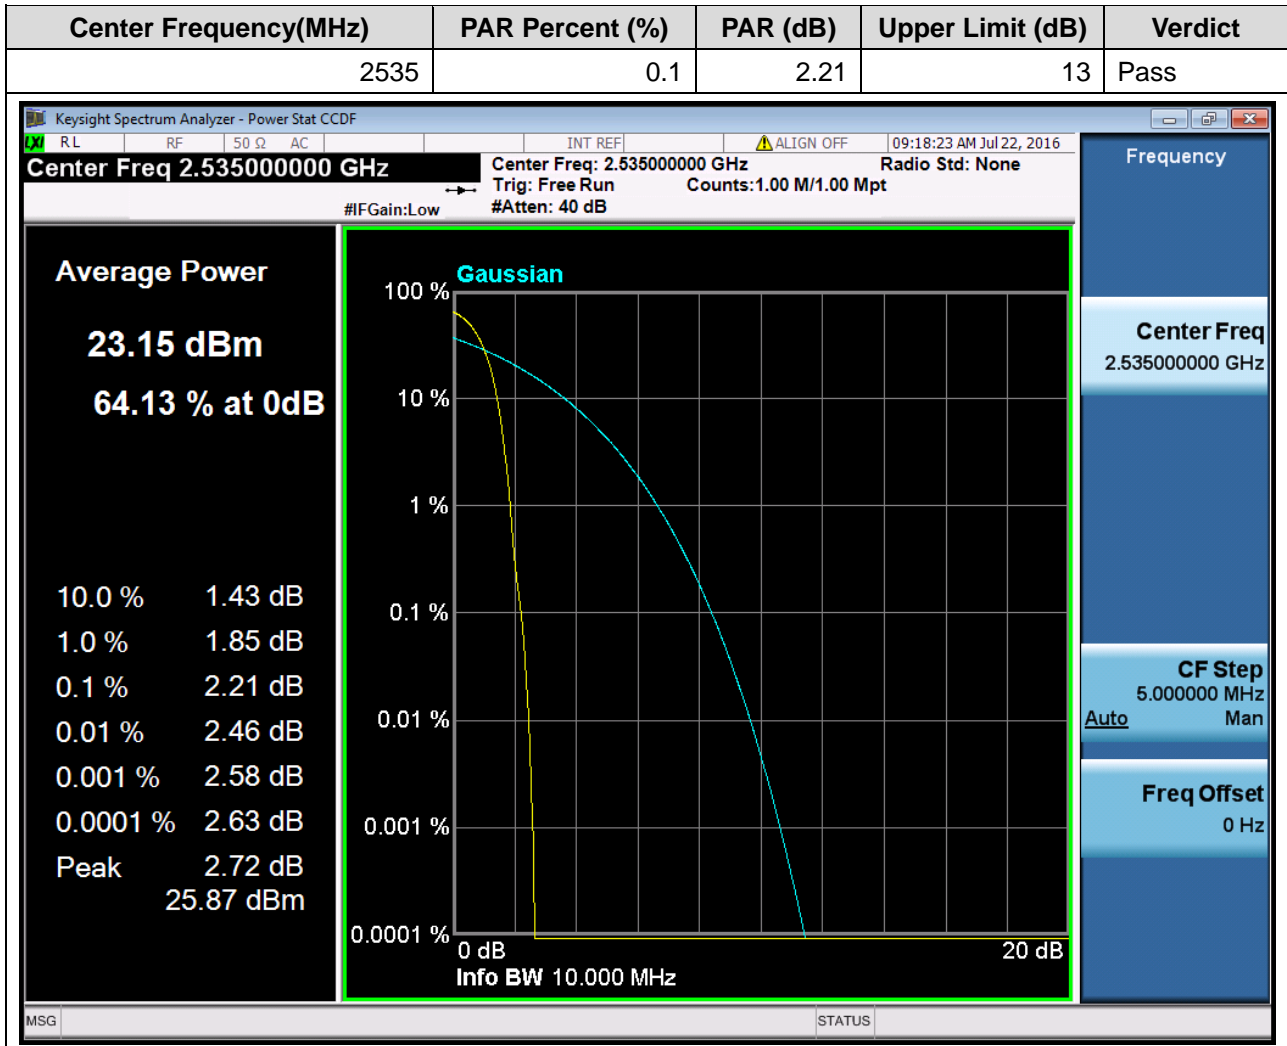 Center Frequency(MHz) PAR Percent (%) PAR (dB) Upper Limit (dB) Verdict
2535 0.1 2.21 13 Pass
Keysight Spectrum Analyzer - Power Stat CCDF
LXI RL RF 50 Ω AC INT REF ALIGN OFF 09:18:23 AM Jul 22, 2016
Center Freq 2.535000000 GHz
#IFGain:Low
Center Freq: 2.535000000 GHz Radio Std: None
Trig: Free Run Counts:1.00 M/1.00 Mpt
#Atten: 40 dB
Average Power
23.15 dBm
64.13 % at 0dB
10.0 % 1.43 dB
1.0 % 1.85 dB
0.1 % 2.21 dB
0.01 % 2.46 dB
0.001 % 2.58 dB
0.0001 % 2.63 dB
Peak 2.72 dB
25.87 dBm
Gaussian
100 %
10 %
1 %
0.1 %
0.01 %
0.001 %
0.0001 %
0 dB 20 dB
Info BW 10.000 MHz
Frequency
Center Freq
2.535000000 GHz
CF Step
5.000000 MHz
Auto Man
Freq Offset
0 Hz
MSG STATUS